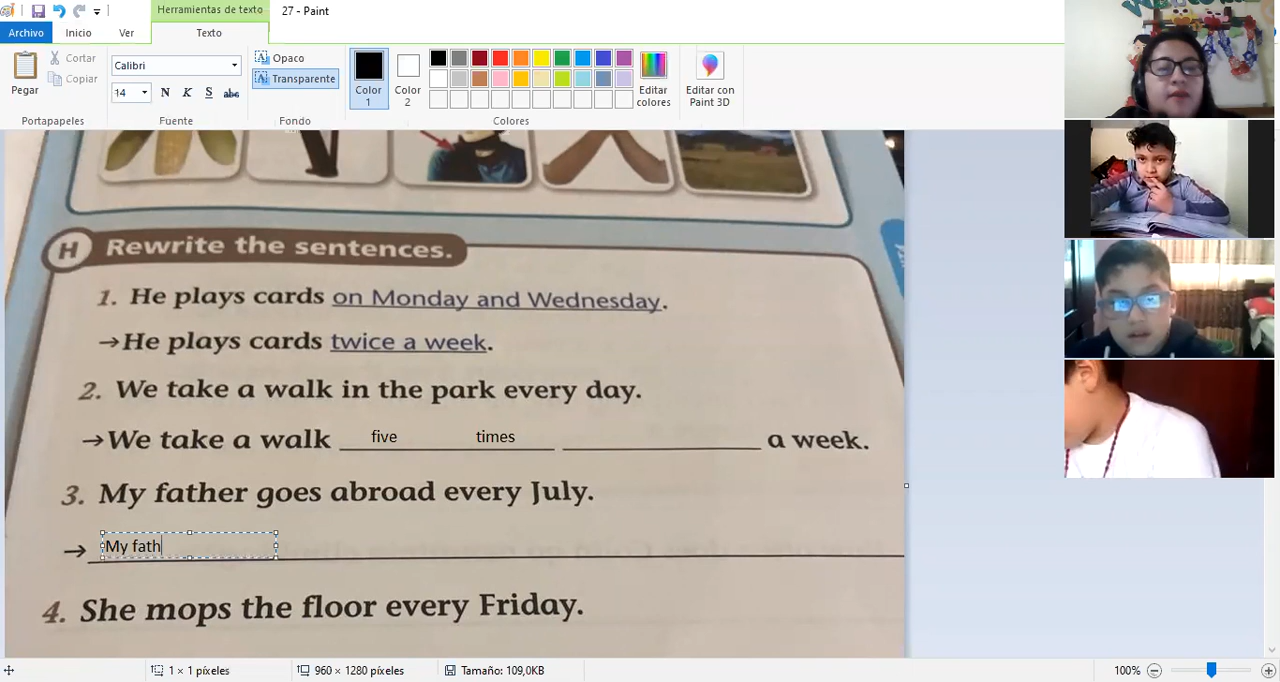 Herramientas de texto
27 - Paint
Archivo
Inicio
Ver
Texto
Pegar
Cortar
Copiar
Portapapeles
Calibri
14
N K S abc
Fuente
Opaco
Transparente
Fondo
Color
1
Color
2
Editar
colores
Colores
Editar con
Paint 3D
H Rewrite the sentences.
1. He plays cards on Monday and Wednesday.
→He plays cards twice a week.
2. We take a walk in the park every day.
→We take a walk five times a week.
3. My father goes abroad every July.
→ My fath
4. She mops the floor every Friday.
1 × 1 píxeles
960 × 1280 píxeles
Tamaño: 109,0KB
100%